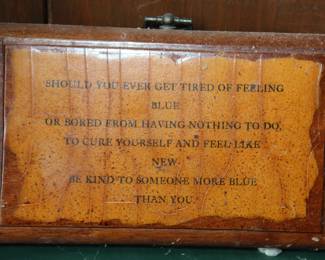 SHOULD YOU EVER GET TIRED OF FEELING
BLUE
OR BORED FROM HAVING NOTHING TO DO,
TO CURE YOURSELF AND FEEL LIKE
NEW
BE KIND TO SOMEONE MORE BLUE
THAN YOU.